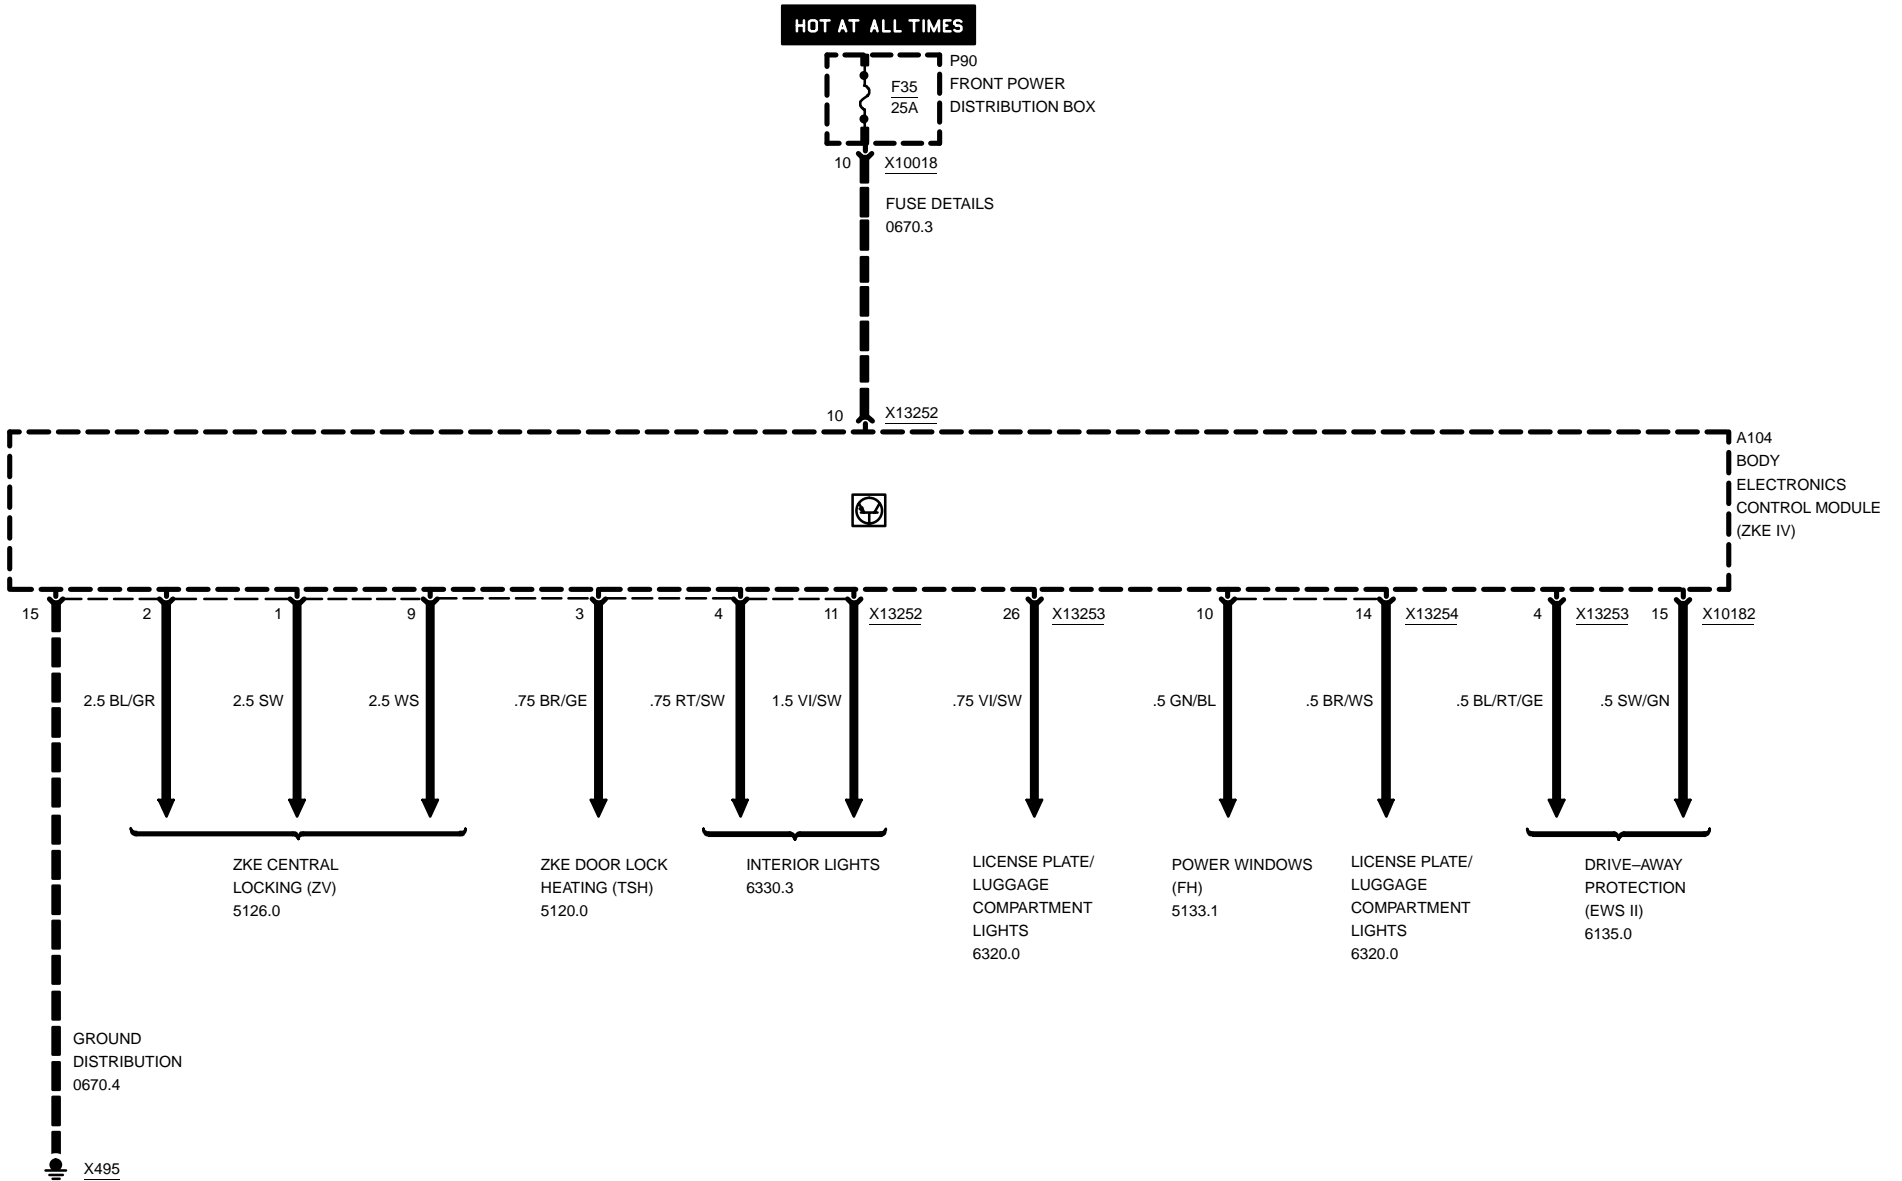 HOT AT ALL TIMES
P90
FRONT POWER
DISTRIBUTION BOX
F35
25A
10
X10018
FUSE DETAILS
0670.3
10
X13252
A104
BODY
ELECTRONICS
CONTROL MODULE
(ZKE IV)
15
2
1
9
3
4
11
X13252
26
X13253
10
14
X13254
4
X13253
15
X10182
2.5 BL/GR
2.5 SW
2.5 WS
.75 BR/GE
.75 RT/SW
1.5 VI/SW
.75 VI/SW
.5 GN/BL
.5 BR/WS
.5 BL/RT/GE
.5 SW/GN
ZKE CENTRAL
LOCKING (ZV)
5126.0
ZKE DOOR LOCK
HEATING (TSH)
5120.0
INTERIOR LIGHTS
6330.3
LICENSE PLATE/
LUGGAGE
COMPARTMENT
LIGHTS
6320.0
POWER WINDOWS
(FH)
5133.1
LICENSE PLATE/
LUGGAGE
COMPARTMENT
LIGHTS
6320.0
DRIVE–AWAY
PROTECTION
(EWS II)
6135.0
GROUND
DISTRIBUTION
0670.4
X495